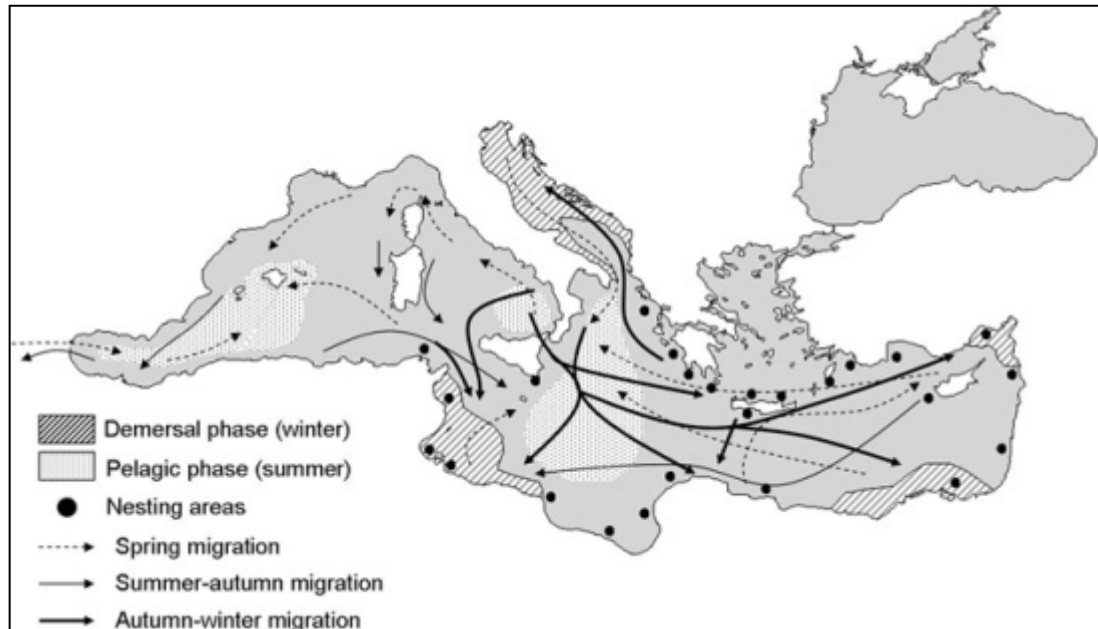 Demersal phase (winter)
Pelagic phase (summer)
Nesting areas
Spring migration
Summer-autumn migration
Autumn-winter migration